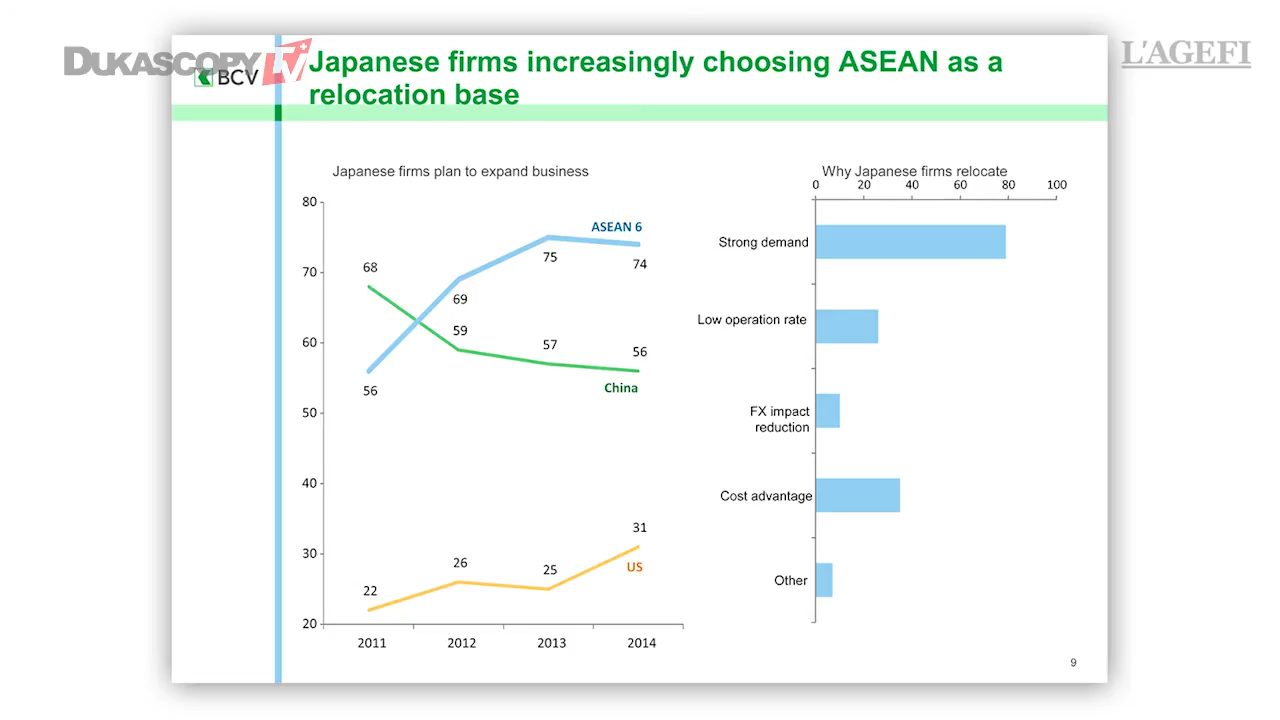 DUKASCOPY TV
L'AGEFI
BCV
Japanese firms increasingly choosing ASEAN as a
relocation base
Japanese firms plan to expand business
80
70
60
50
40
30
20
2011
2012
2013
2014
ASEAN 6
56
69
75
74
China
68
59
57
56
US
22
26
25
31
Why Japanese firms relocate
0
20
40
60
80
100
Strong demand
Low operation rate
FX impact
reduction
Cost advantage
Other
9